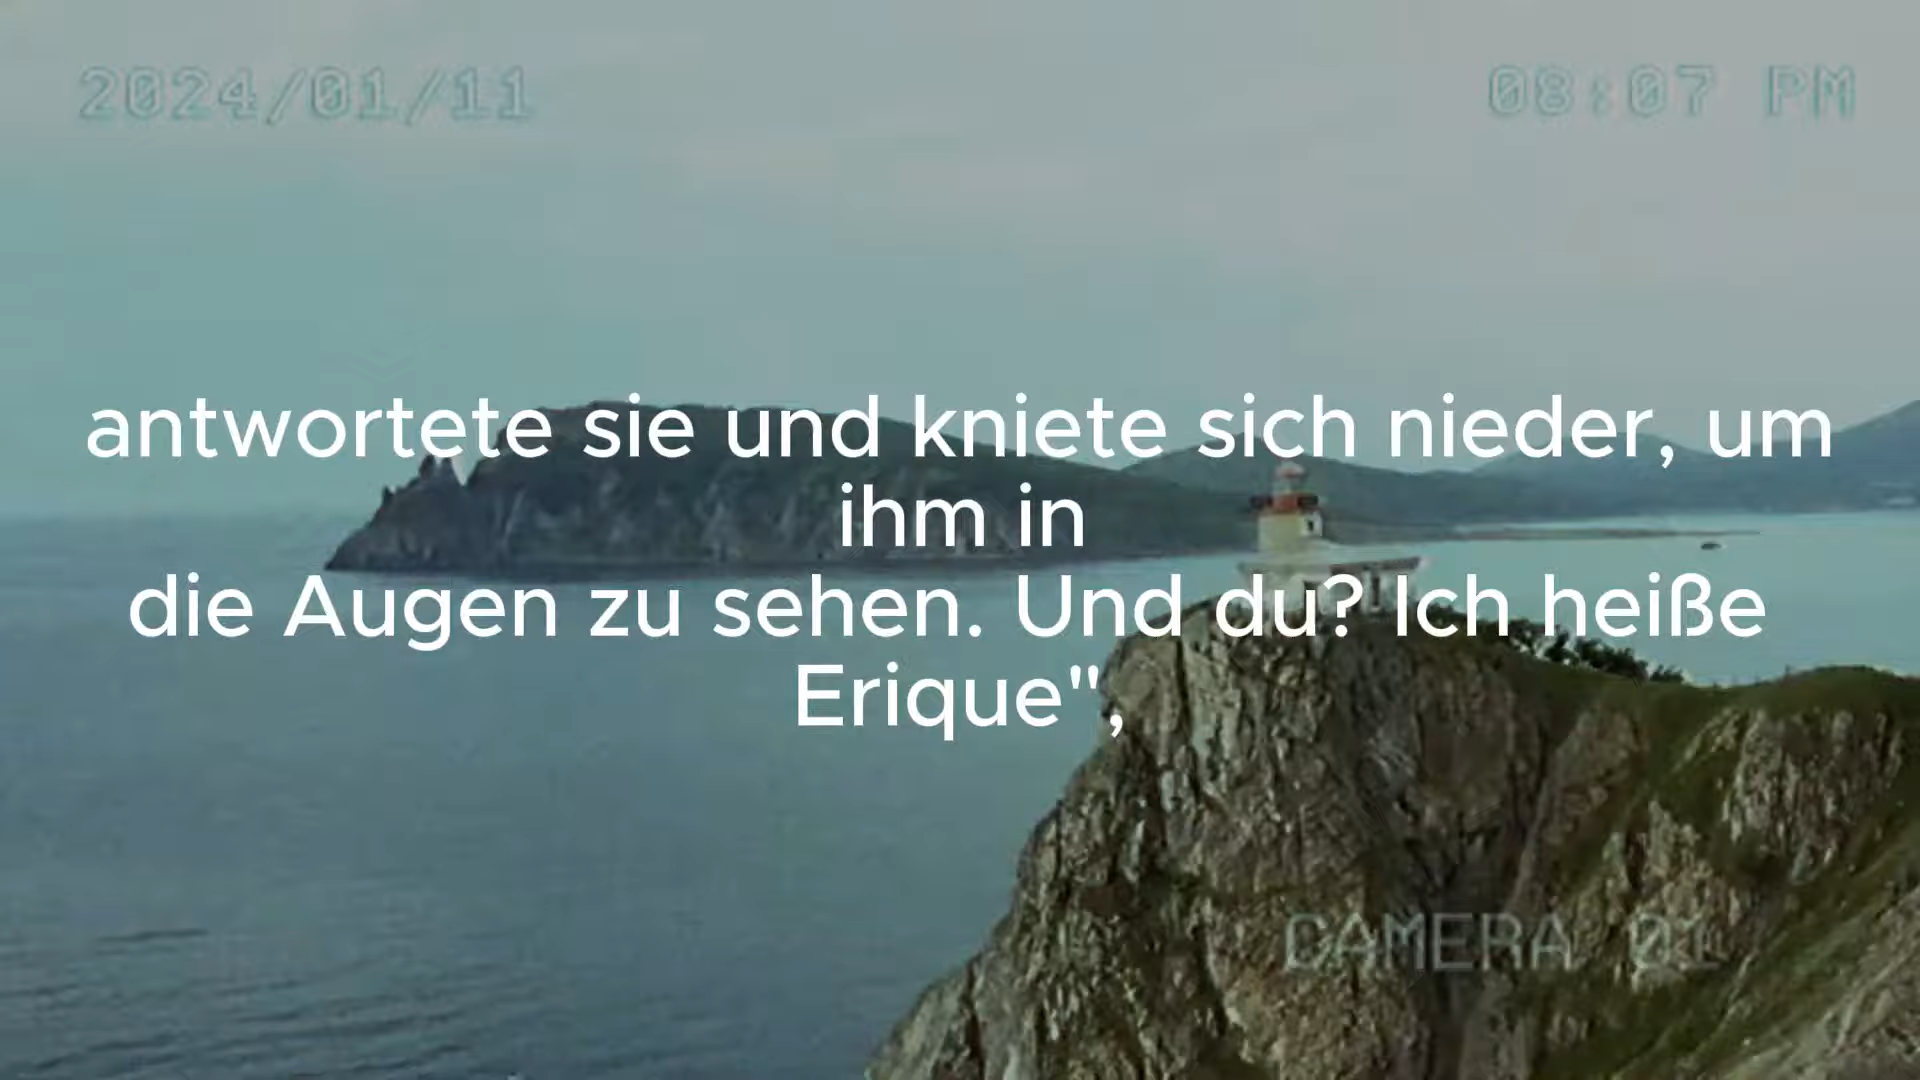 2024/01/11
08:07 PM
antwortete sie und kniete sich nieder, um
ihm in
die Augen zu sehen. Und du? Ich heiße
Erique",
CAMERA 01